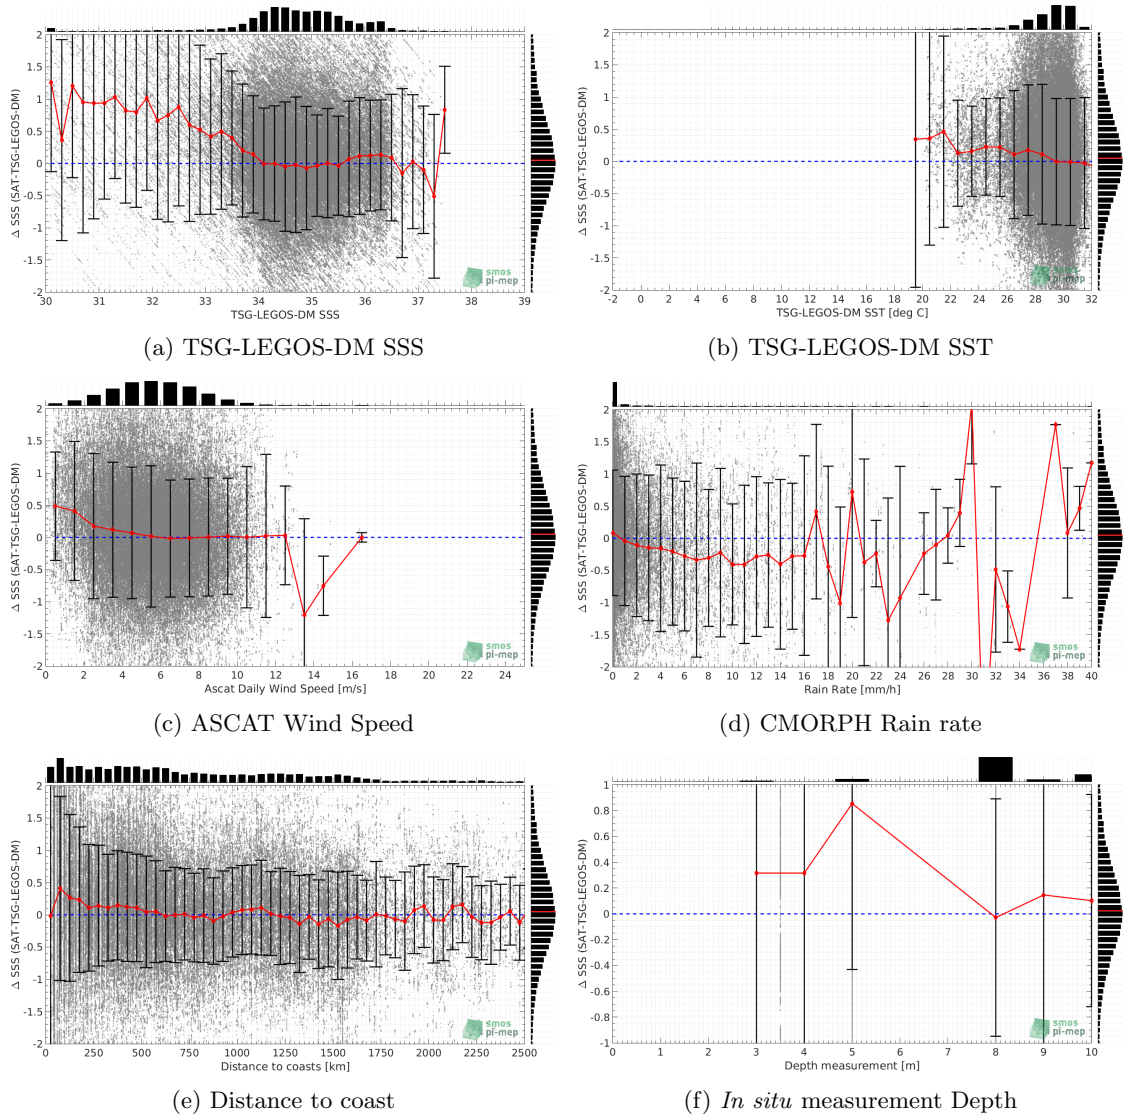 2
1.5
1
0.5
0
-0.5
-1
-1.5
-2
Δ SSS (SAT-TSG-LEGOS-DM)
30 31 32 33 34 35 36 37 38 39
TSG-LEGOS-DM SSS
smos
pi-mep
(a) TSG-LEGOS-DM SSS
2
1.5
1
0.5
0
-0.5
-1
-1.5
-2
Δ SSS (SAT-TSG-LEGOS-DM)
-2 0 2 4 6 8 10 12 14 16 18 20 22 24 26 28 30 32
TSG-LEGOS-DM SST [deg C]
smos
pi-mep
(b) TSG-LEGOS-DM SST
2
1.5
1
0.5
0
-0.5
-1
-1.5
-2
Δ SSS (SAT-TSG-LEGOS-DM)
0 2 4 6 8 10 12 14 16 18 20 22 24
Ascat Daily Wind Speed [m/s]
smos
pi-mep
(c) ASCAT Wind Speed
2
1.5
1
0.5
0
-0.5
-1
-1.5
-2
Δ SSS (SAT-TSG-LEGOS-DM)
0 2 4 6 8 10 12 14 16 18 20 22 24 26 28 30 32 34 36 38 40
Rain Rate [mm/h]
smos
pi-mep
(d) CMORPH Rain rate
2
1.5
1
0.5
0
-0.5
-1
-1.5
-2
Δ SSS (SAT-TSG-LEGOS-DM)
0 250 500 750 1000 1250 1500 1750 2000 2250 2500
Distance to coasts [km]
smos
pi-mep
(e) Distance to coast
1
0.8
0.6
0.4
0.2
0
-0.2
-0.4
-0.6
-0.8
-1
Δ SSS (SAT-TSG-LEGOS-DM)
0 1 2 3 4 5 6 7 8 9 10
Depth measurement [m]
smos
pi-mep
(f) In situ measurement Depth